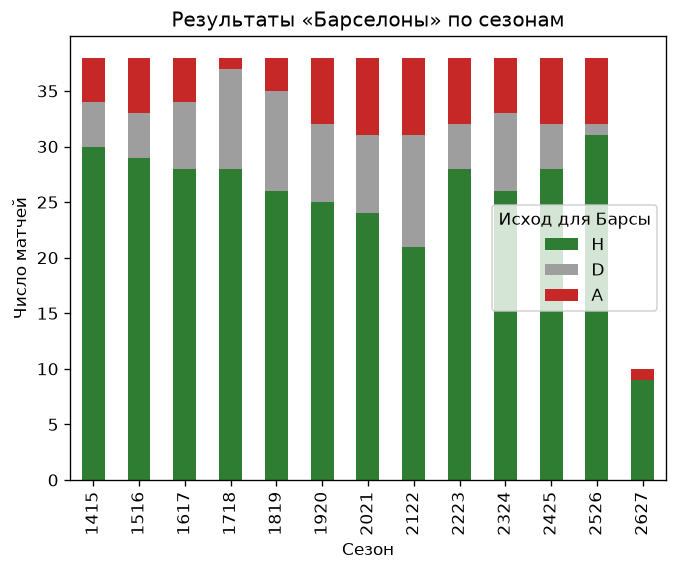 Результаты «Барселоны» по сезонам
Число матчей
35
30
25
20
15
10
5
0
Исход для Барсы
H
D
A
1415 1516 1617 1718 1819 1920 2021 2122 2223 2324 2425 2526 2627
Сезон